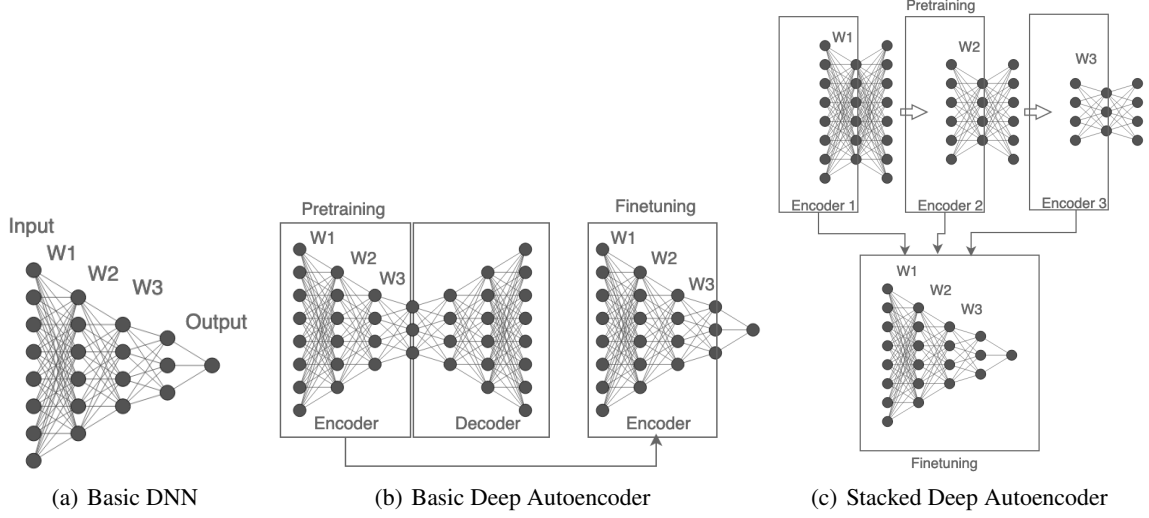 Input
W1
W2
W3
Output
(a) Basic DNN
Pretraining
W1
W2
W3
Encoder
Decoder
Finetuning
W1
W2
W3
Encoder
(b) Basic Deep Autoencoder
Pretraining
W1
W2
W3
Encoder 1
Encoder 2
Encoder 3
W1
W2
W3
Finetuning
(c) Stacked Deep Autoencoder